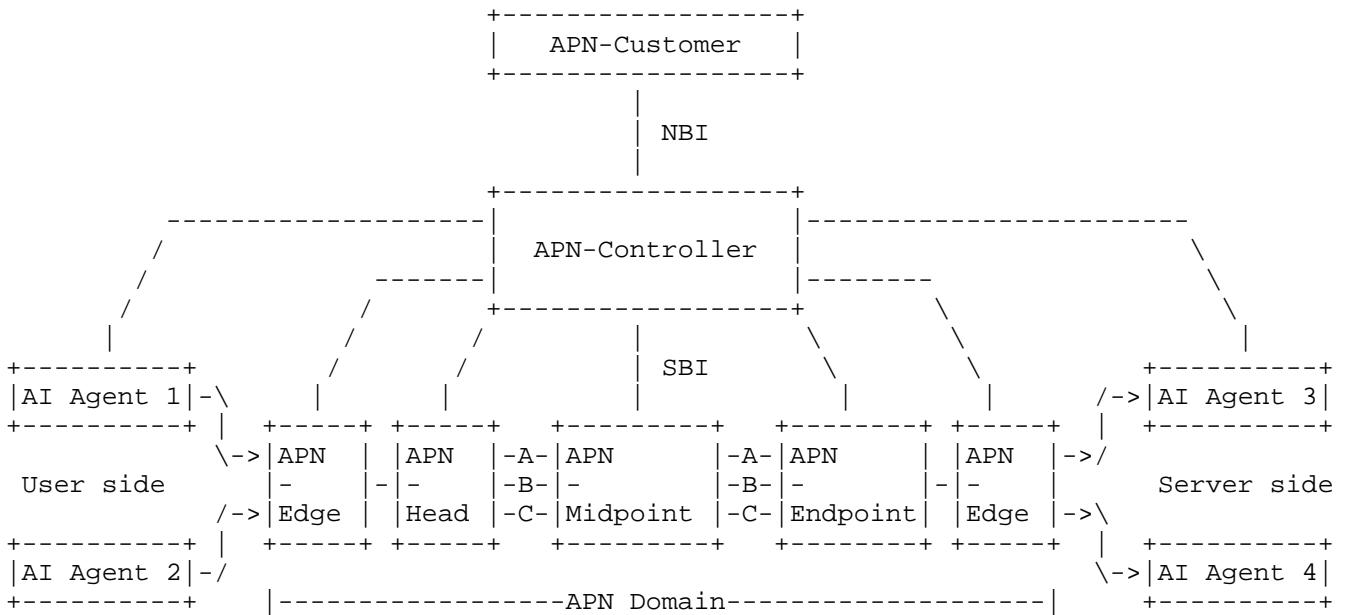 APN-Customer
NBI
APN-Controller
SBI
AI Agent 1
AI Agent 3
-A- -A-
APN APN APN APN APN
User side - - -B- - -B- - - Server side
Edge Head -C- Midpoint -C- Endpoint Edge
AI Agent 2
AI Agent 4
APN Domain